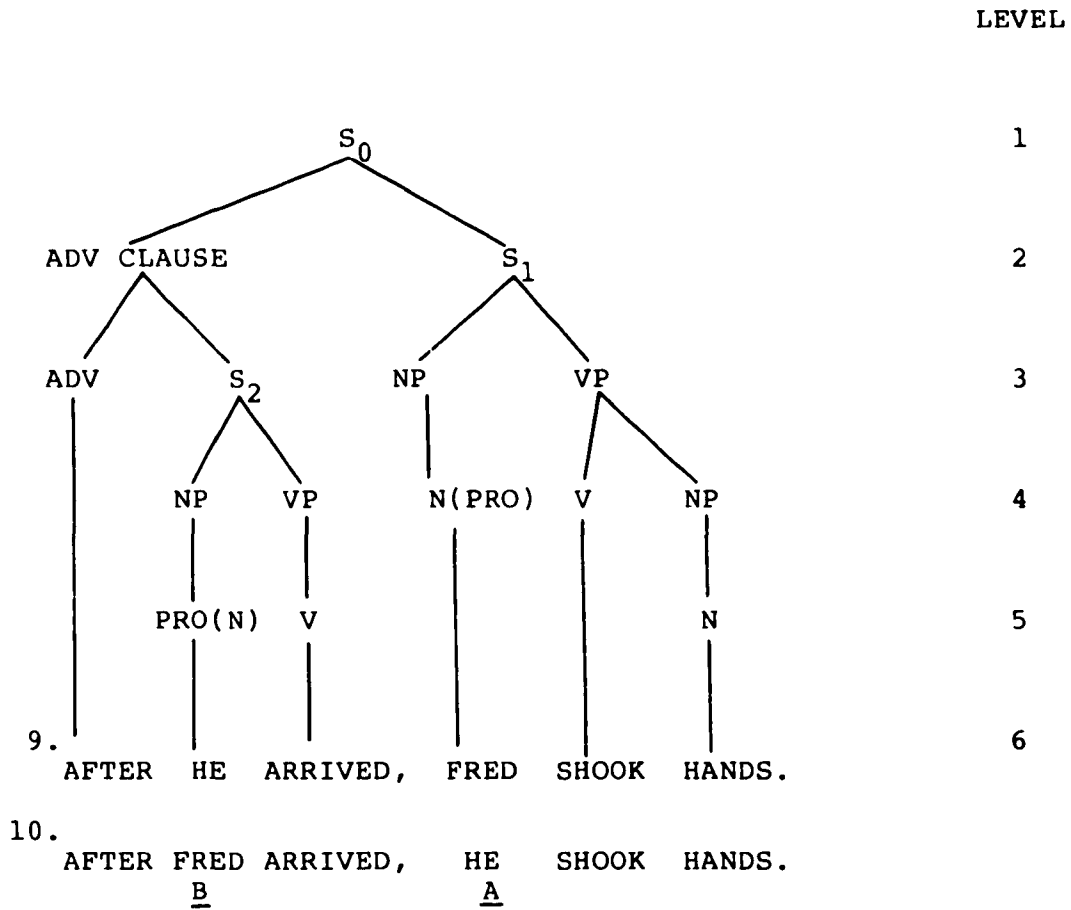 LEVEL
S0 1
ADV CLAUSE S1 2
ADV S2 NP VP 3
NP VP N(PRO) V NP 4
PRO(N) V N 5
9. 6
AFTER HE ARRIVED, FRED SHOOK HANDS.
10.
AFTER FRED ARRIVED, HE SHOOK HANDS.
B A